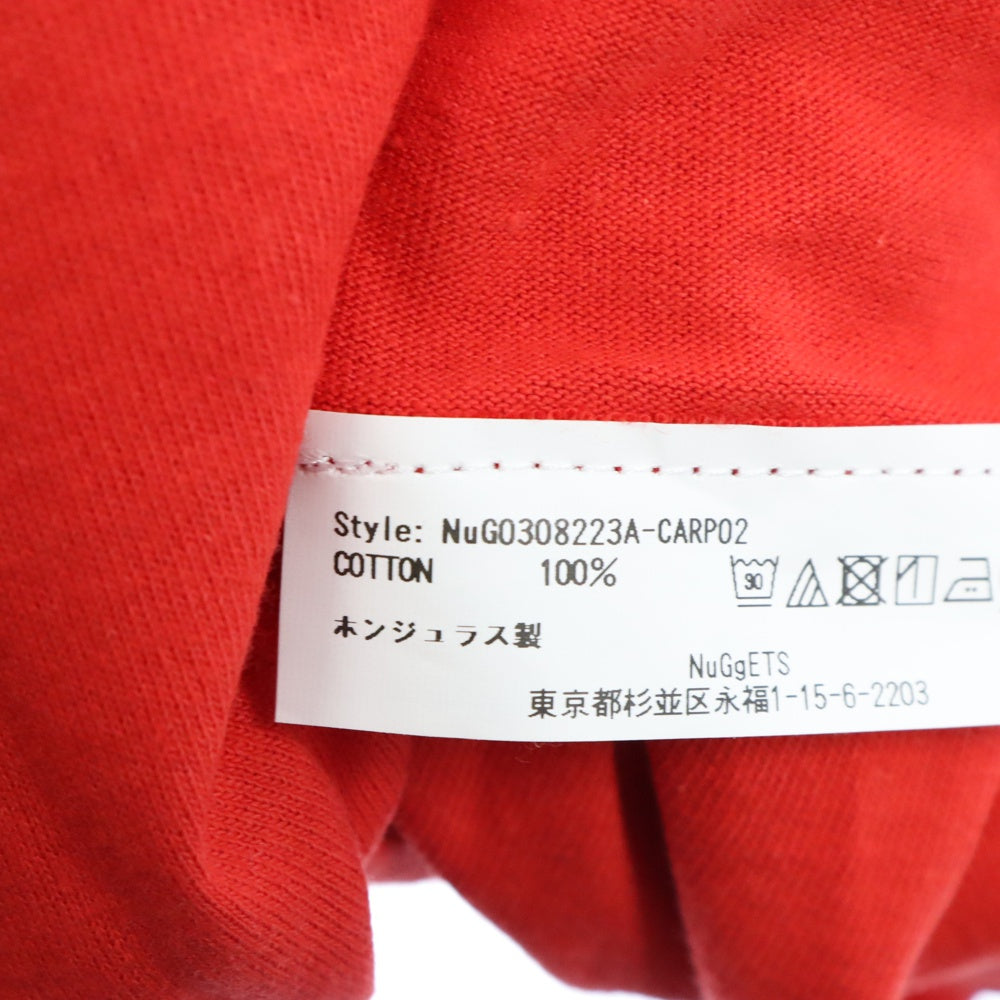 Style: NuG0308223A-CARP02
COTTON 100%
30
ホンジュラス製
NuGgETS
東京都杉並区永福1-15-6-2203